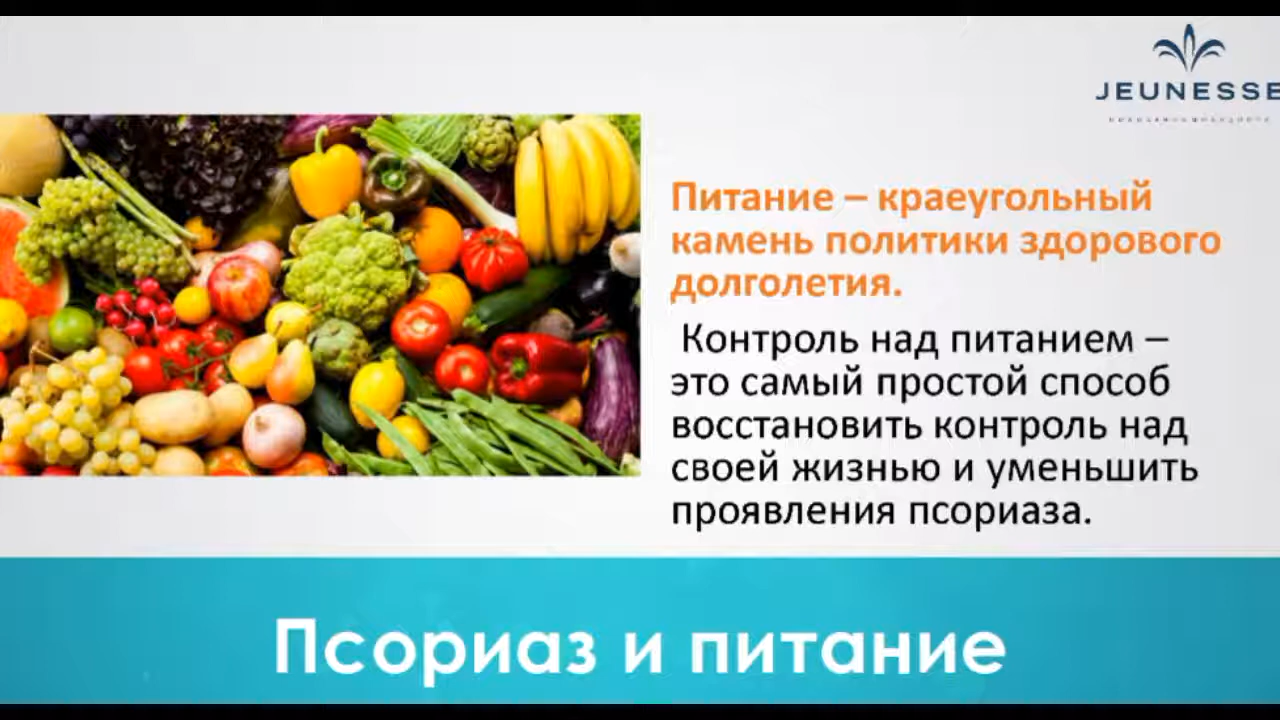 JEUNESSE
Питание – краеугольный
камень политики здорового
долголетия.
Контроль над питанием –
это самый простой способ
восстановить контроль над
своей жизнью и уменьшить
проявления псориаза.
Псориаз и питание